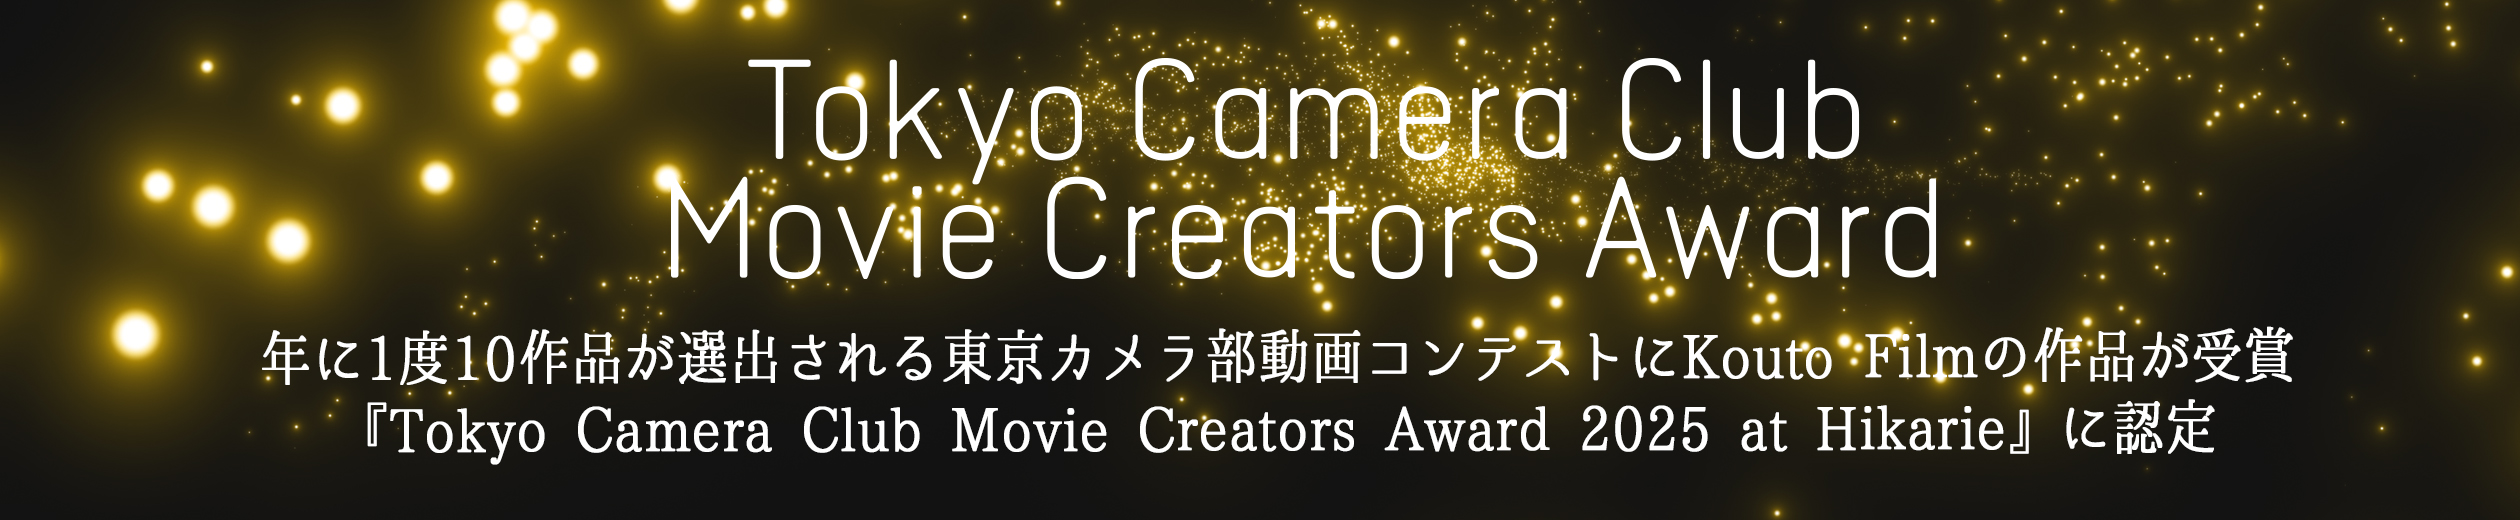 Tokyo Camera Club
Movie Creators Award
年に1度10作品が選出される東京カメラ部動画コンテストにKouto Filmの作品が受賞
『Tokyo Camera Club Movie Creators Award 2025 at Hikarie』に認定